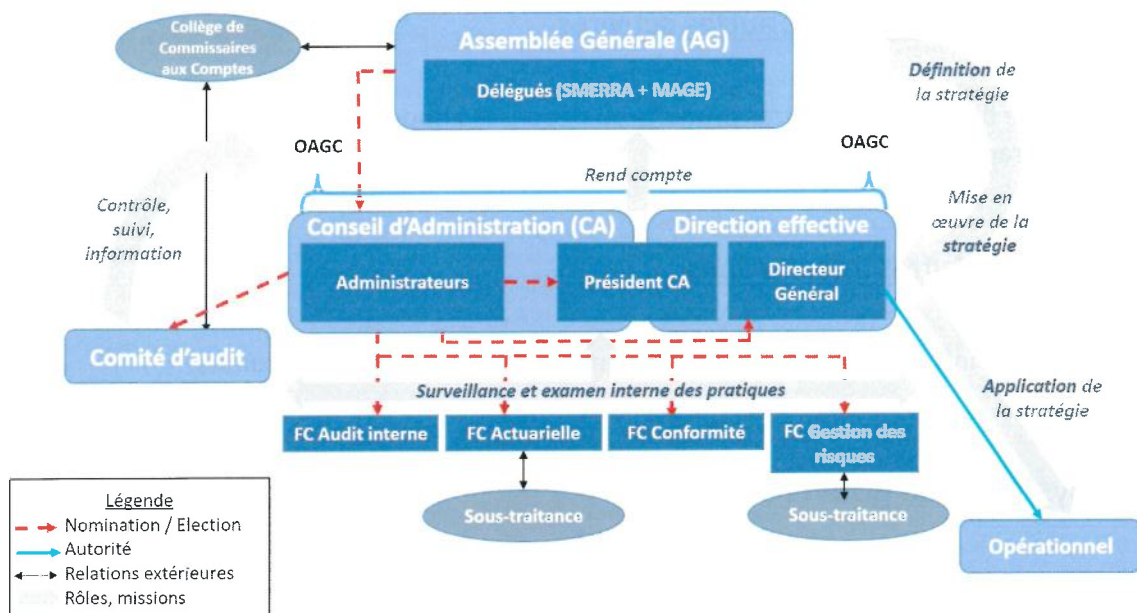 Collège de
Commissaires
aux Comptes
Assemblée Générale (AG)
Délégués (SMERRA + MAGE)
Définition de
la stratégie
OAGC
OAGC
Rend compte
Contrôle,
suivi,
information
Mise en
œuvre de la
stratégie
Conseil d'Administration (CA)
Direction effective
Administrateurs
Président CA
Directeur
Général
Comité d'audit
Surveillance et examen interne des pratiques
Application de
la stratégie
FC Audit interne
FC Actuarielle
FC Conformité
FC Gestion des
risques
Sous-traitance
Sous-traitance
Opérationnel
Légende
Nomination / Election
Autorité
Relations extérieures
Rôles, missions